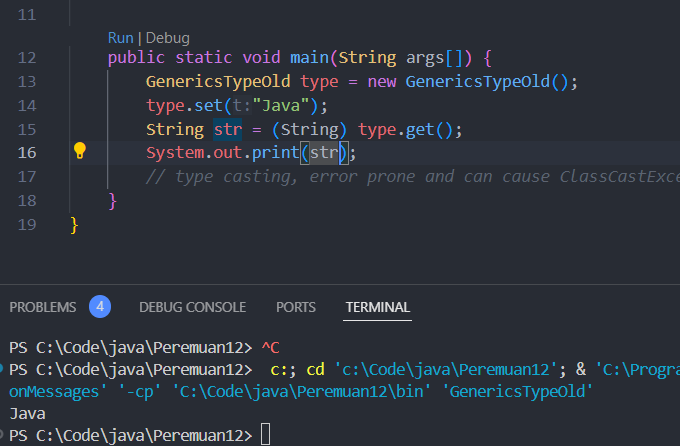 11
Run | Debug
12 public static void main(String args[]) {
13 GenericsTypeOld type = new GenericsTypeOld();
14 type.set(t:"Java");
15 String str = (String) type.get();
16 System.out.print(str);
17 // type casting, error prone and can cause ClassCastExce
18 }
19 }
PROBLEMS 4 DEBUG CONSOLE PORTS TERMINAL
PS C:\Code\java\Peremuan12> ^C
PS C:\Code\java\Peremuan12> c:; cd 'c:\Code\java\Peremuan12'; & 'C:\Progra
onMessages' '-cp' 'C:\Code\java\Peremuan12\bin' 'GenericsTypeOld'
Java
PS C:\Code\java\Peremuan12>